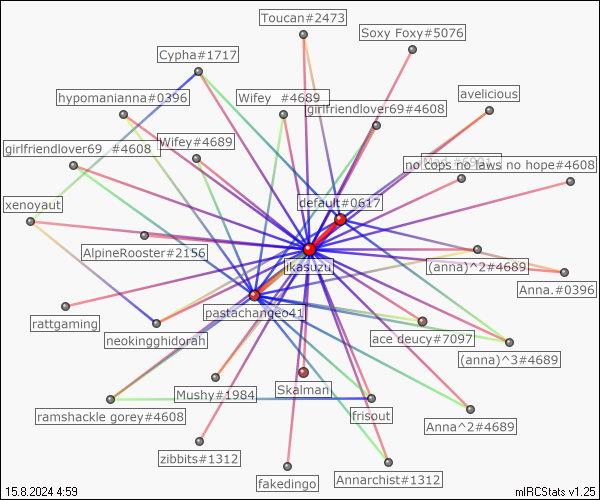 Toucan#2473
Soxy Foxy#5076
Cypha#1717
hypomanianna#0396
Wifey #4689
avelicious
girlfriendlover69#4608
Wifey#4689
girlfriendlover69 #4608
no cops no laws no hope#4608
default#0617
xenoyaut
AlpineRooster#2156
ikasuzu
(anna)^2#4689
Anna.#0396
pastachangeo41
rattgaming
neokingghidorah
ace deucy#7097
(anna)^3#4689
Mushy#1984
Skalman
ramshackle gorey#4608
frisout
Anna^2#4689
zibbits#1312
fakedingo
Annarchist#1312
15.8.2024 4:59
mIRCStats v1.25